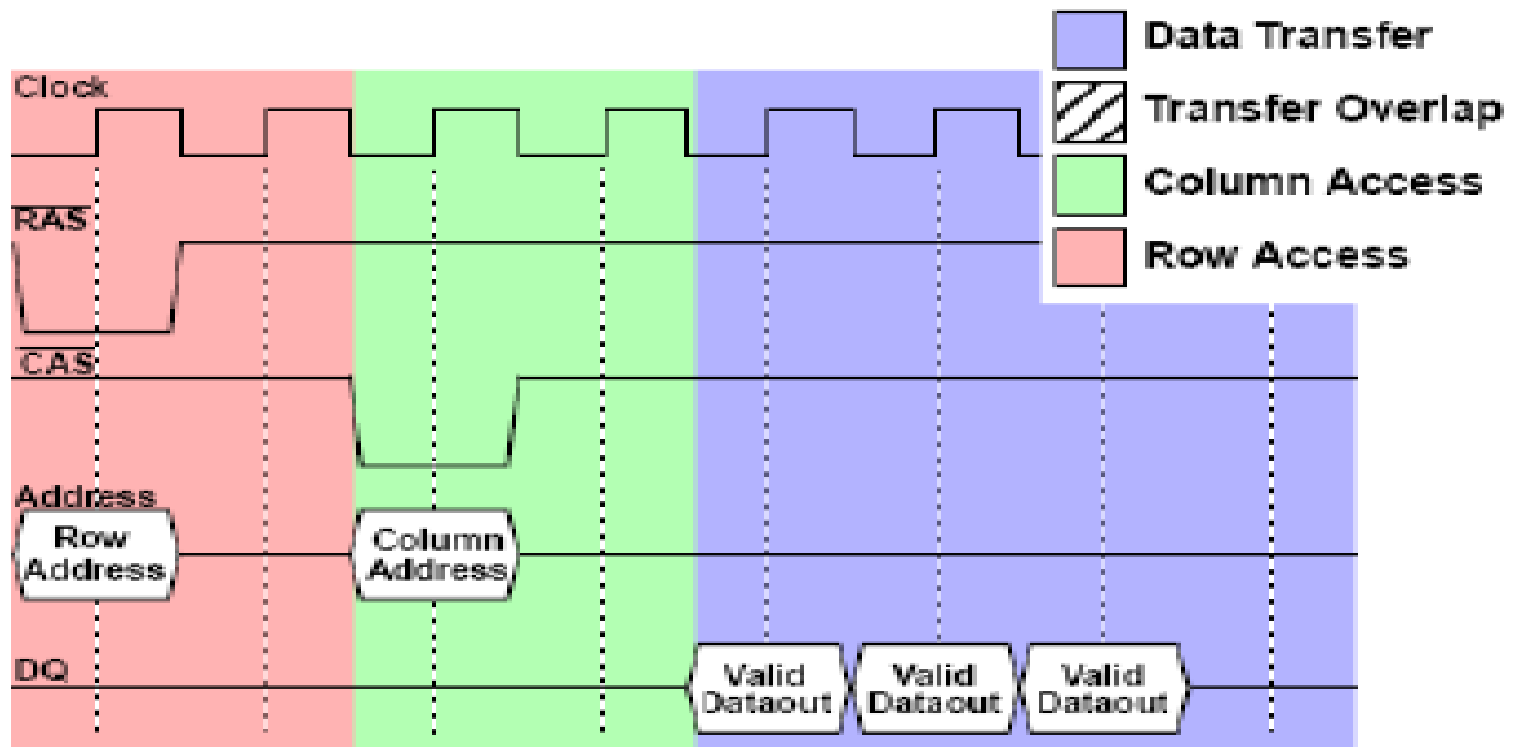 Data Transfer
Transfer Overlap
Column Access
Row Access
Clock
RAS
CAS
Address
Row
Address
Column
Address
DQ
Valid
Dataout
Valid
Dataout
Valid
Dataout